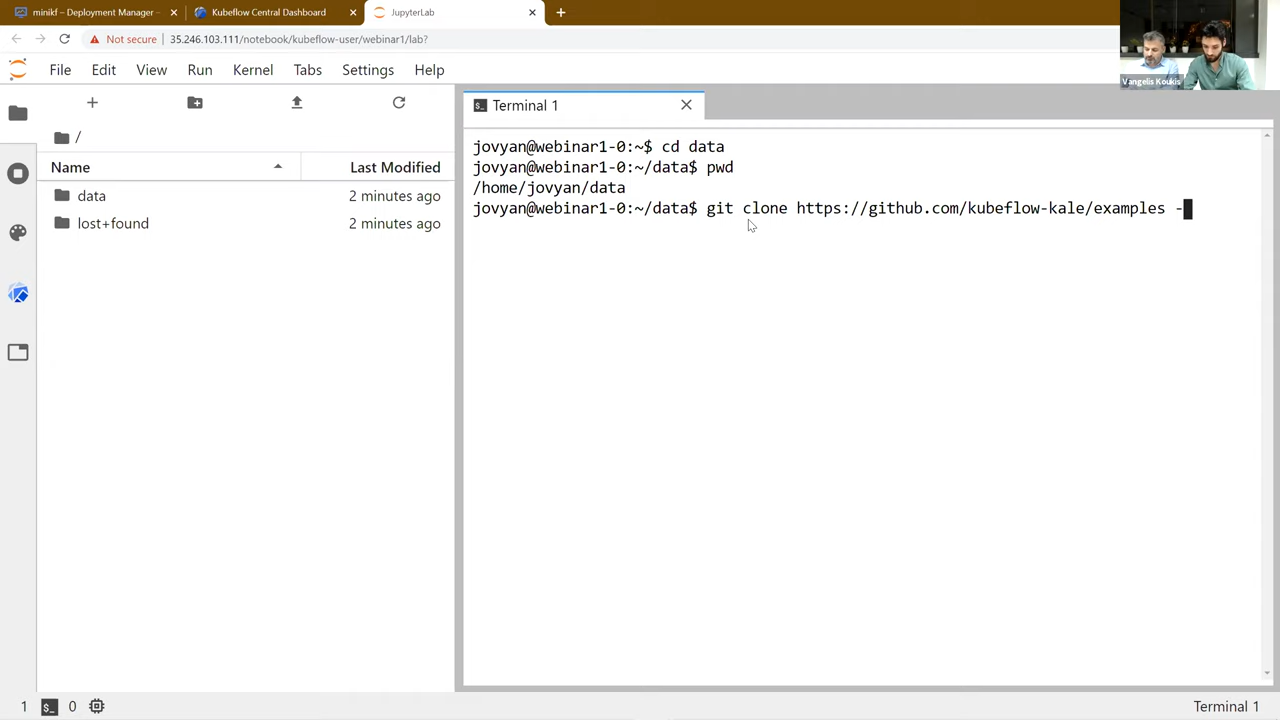 minikf – Deployment Manager -
Kubeflow Central Dashboard
JupyterLab
Not secure 35.246.103.111/notebook/kubeflow-user/webinar1/lab?
Vangelis Koukis
File Edit View Run Kernel Tabs Settings Help
Terminal 1
/
Name Last Modified
data 2 minutes ago
lost+found 2 minutes ago
jovyan@webinar1-0:~$ cd data
jovyan@webinar1-0:~/data$ pwd
/home/jovyan/data
jovyan@webinar1-0:~/data$ git clone https://github.com/kubeflow-kale/examples -
1 $_ 0 Terminal 1